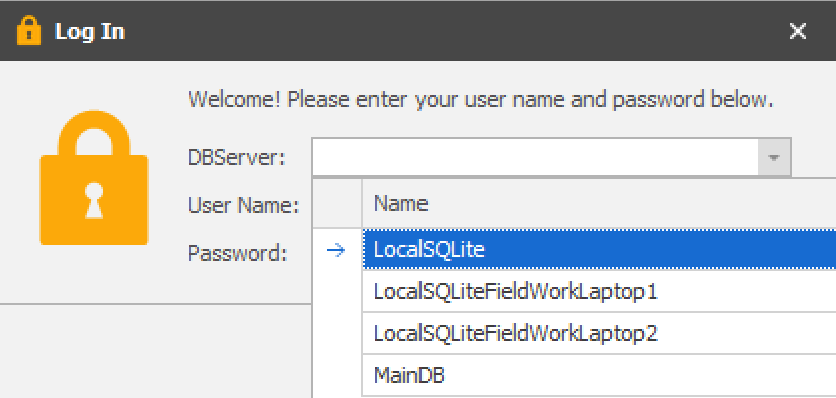 Log In
Welcome! Please enter your user name and password below.
DBServer:
User Name:
Password:
Name
LocalSQLite
LocalSQLiteFieldWorkLaptop1
LocalSQLiteFieldWorkLaptop2
MainDB